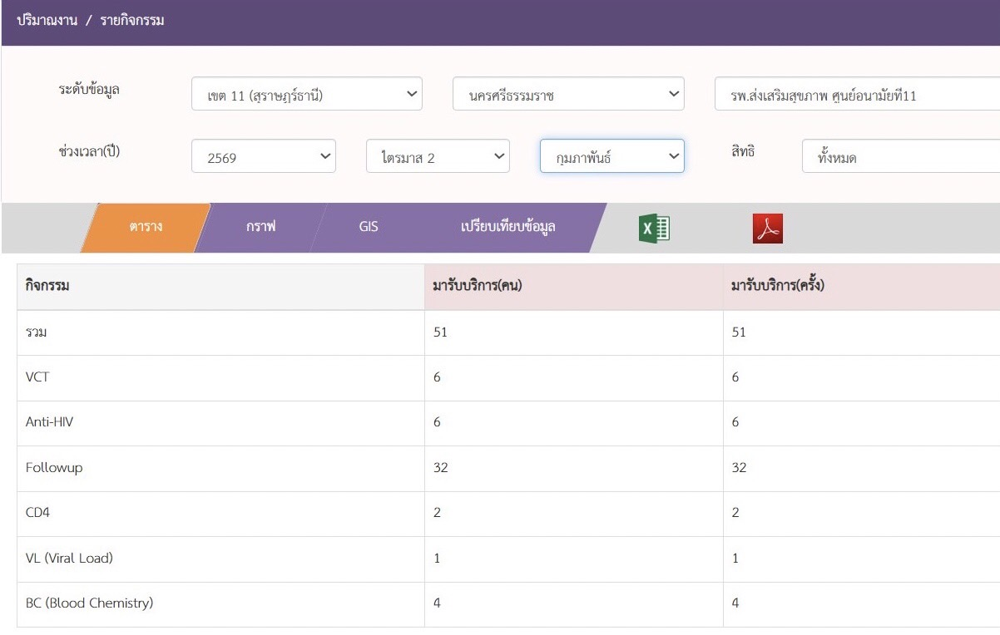 ปริมาณงาน / รายกิจกรรม
ระดับข้อมูล เขต 11 (สุราษฎร์ธานี) นครศรีธรรมราช รพ.ส่งเสริมสุขภาพ ศูนย์อนามัยที่11
ช่วงเวลา(ปี) 2569 ไตรมาส 2 กุมภาพันธ์ สิทธิ ทั้งหมด
ตาราง กราฟ GIS เปรียบเทียบข้อมูล
กิจกรรม มารับบริการ(คน) มารับบริการ(ครั้ง)
รวม 51 51
VCT 6 6
Anti-HIV 6 6
Followup 32 32
CD4 2 2
VL (Viral Load) 1 1
BC (Blood Chemistry) 4 4